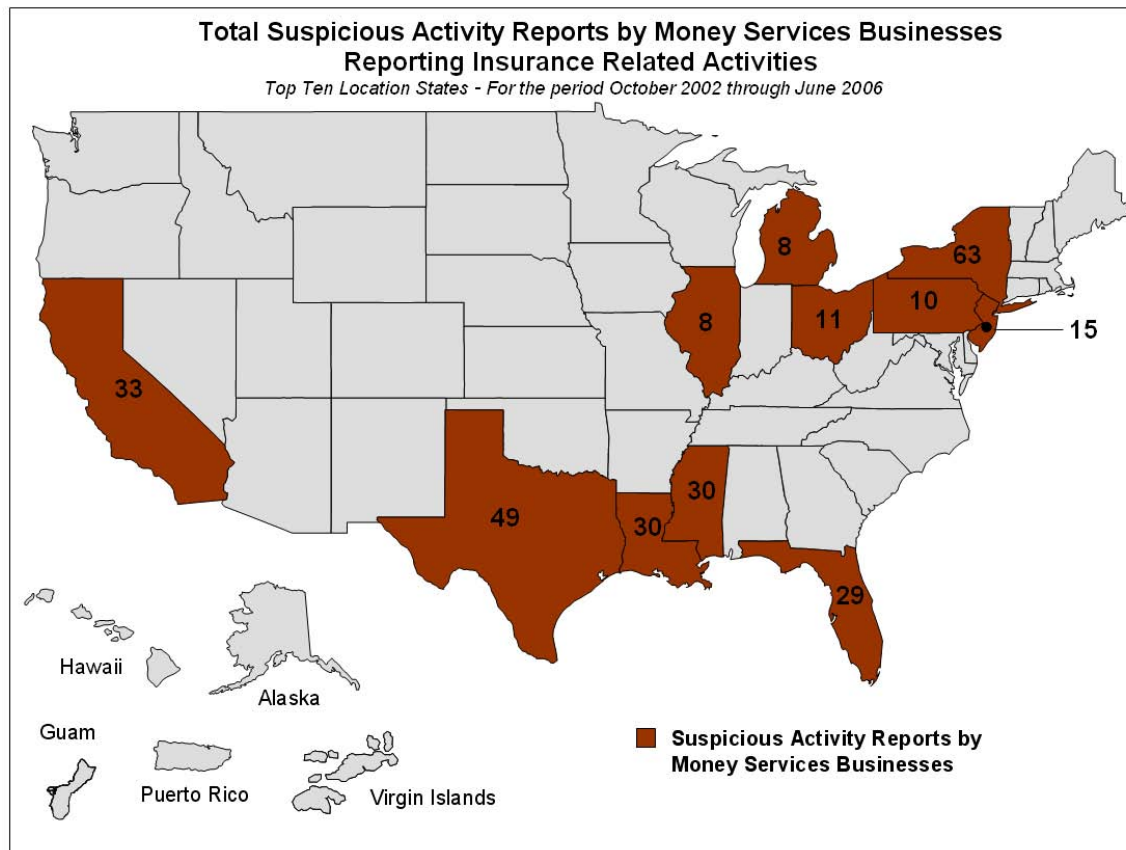 Total Suspicious Activity Reports by Money Services Businesses
Reporting Insurance Related Activities
Top Ten Location States - For the period October 2002 through June 2006
8
63
8
11
10
15
33
49
30
30
29
Hawaii
Alaska
Guam
Puerto Rico
Virgin Islands
Suspicious Activity Reports by
Money Services Businesses